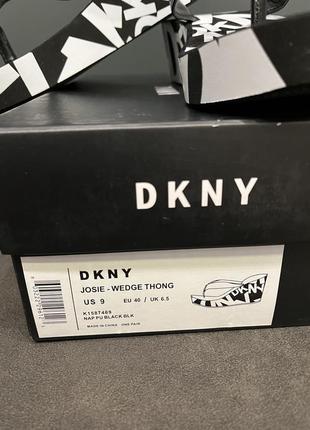 DKNY
DKNY
JOSIE - WEDGE THONG
US 9 EU 40 / UK 6.5
K1587489
NAP PU BLACK BLK
MADE IN CHINA ONE PAIR
DKNY